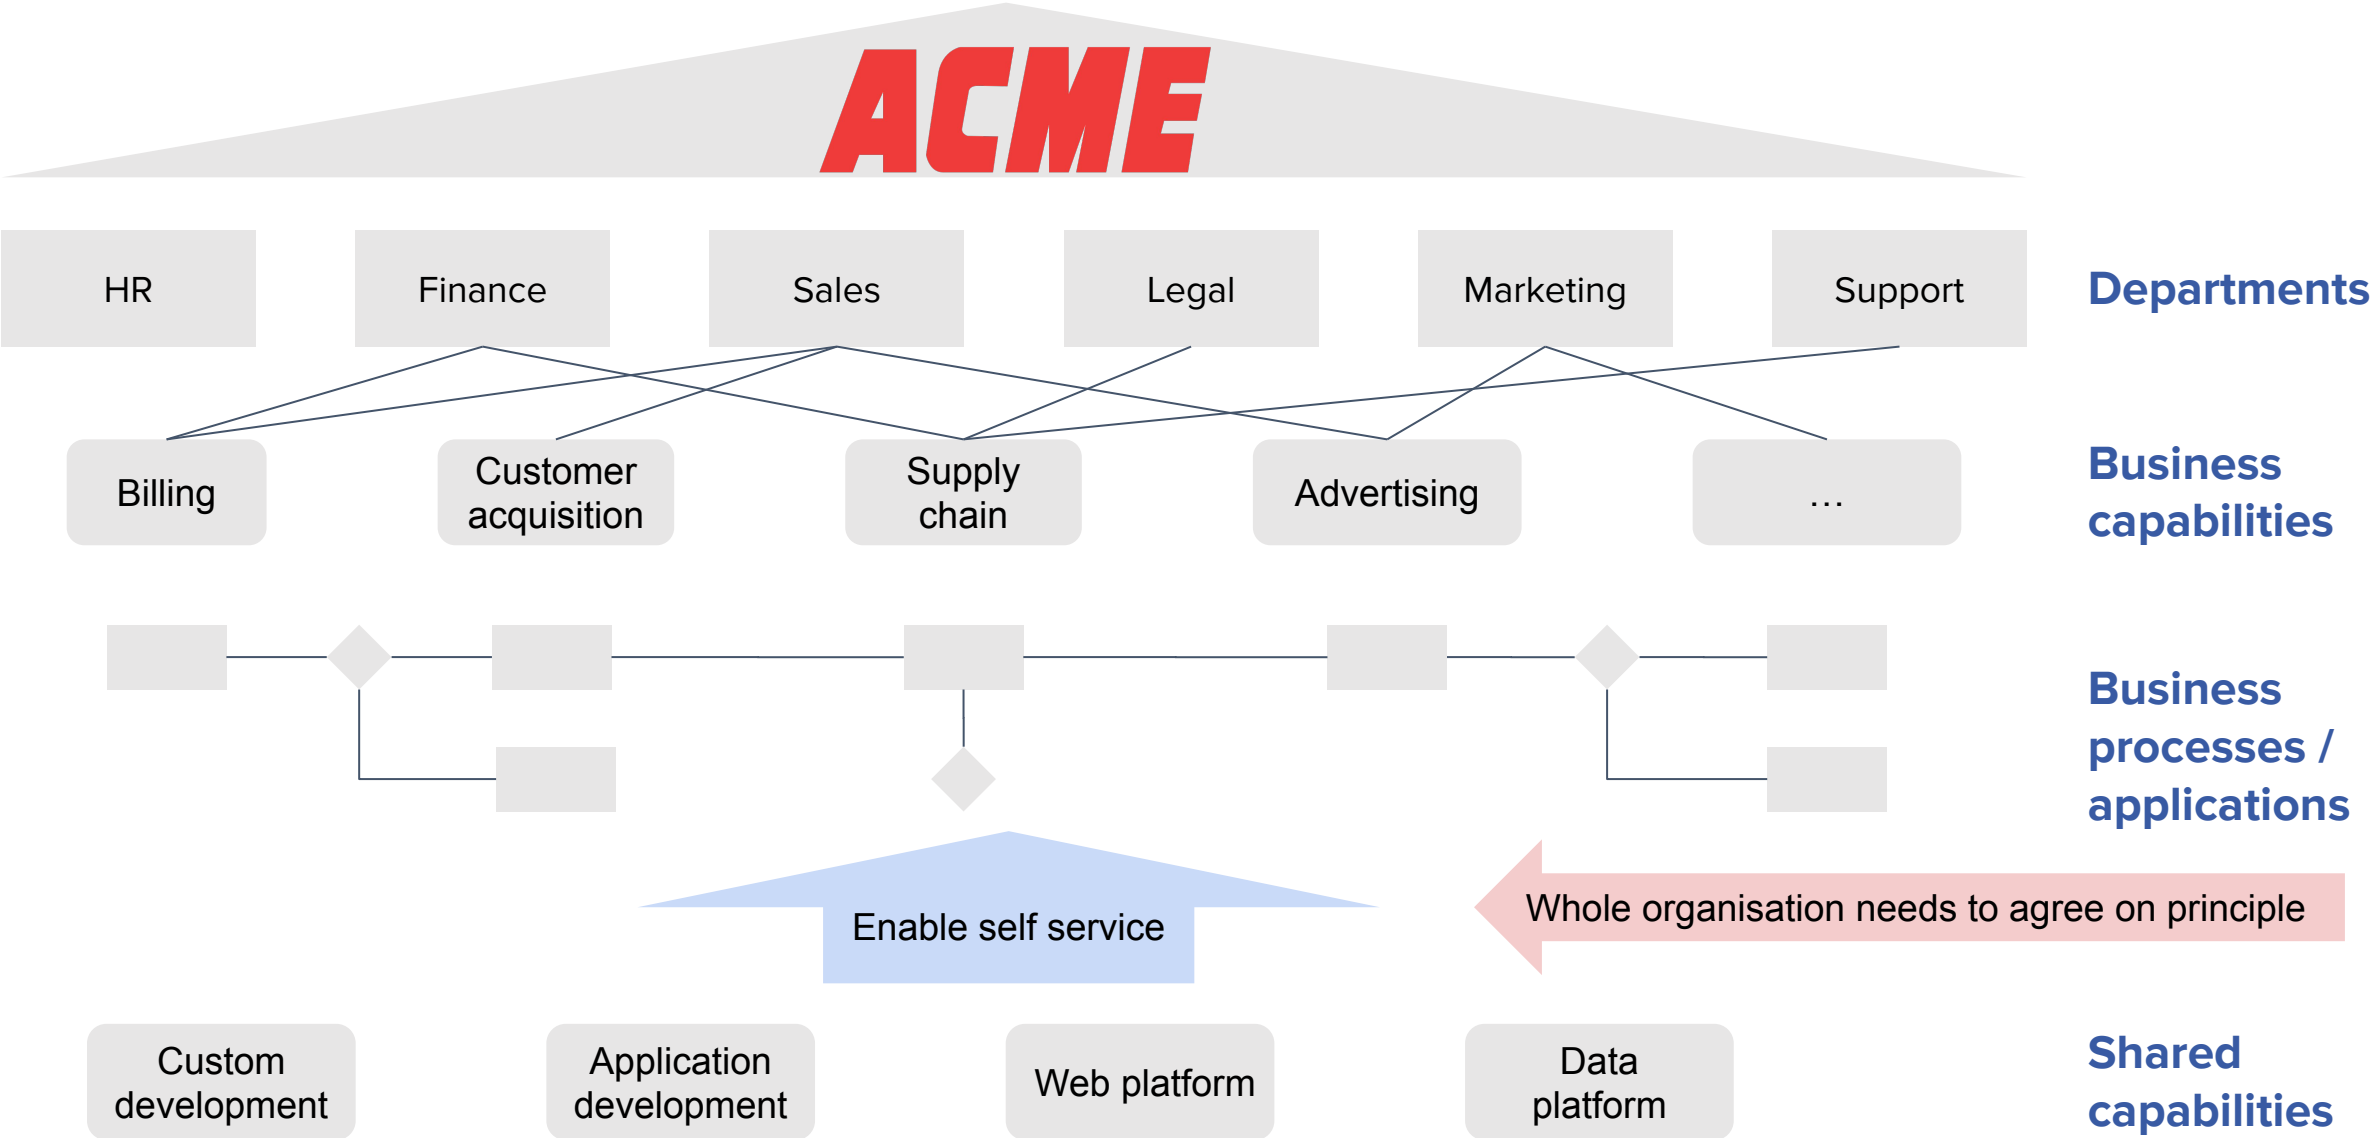 ACME
HR
Finance
Sales
Legal
Marketing
Support
Departments
Billing
Customer
acquisition
Supply
chain
Advertising
…
Business
capabilities
Business
processes /
applications
Enable self service
Whole organisation needs to agree on principle
Custom
development
Application
development
Web platform
Data
platform
Shared
capabilities